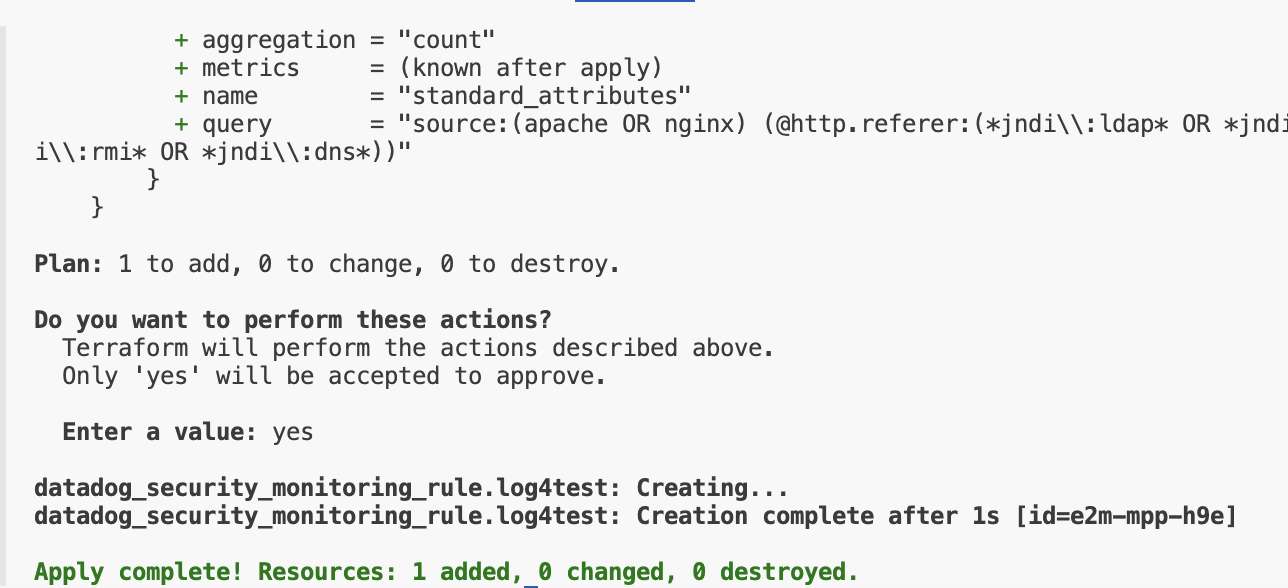 + aggregation = "count"
+ metrics     = (known after apply)
+ name        = "standard_attributes"
+ query       = "source:(apache OR nginx) (@http.referer:(*jndi\\:ldap* OR *jndi
i\\:rmi* OR *jndi\\:dns*))"
}
}
Plan: 1 to add, 0 to change, 0 to destroy.
Do you want to perform these actions?
Terraform will perform the actions described above.
Only 'yes' will be accepted to approve.
Enter a value: yes
datadog_security_monitoring_rule.log4test: Creating...
datadog_security_monitoring_rule.log4test: Creation complete after 1s [id=e2m-mpp-h9e]
Apply complete! Resources: 1 added, 0 changed, 0 destroyed.